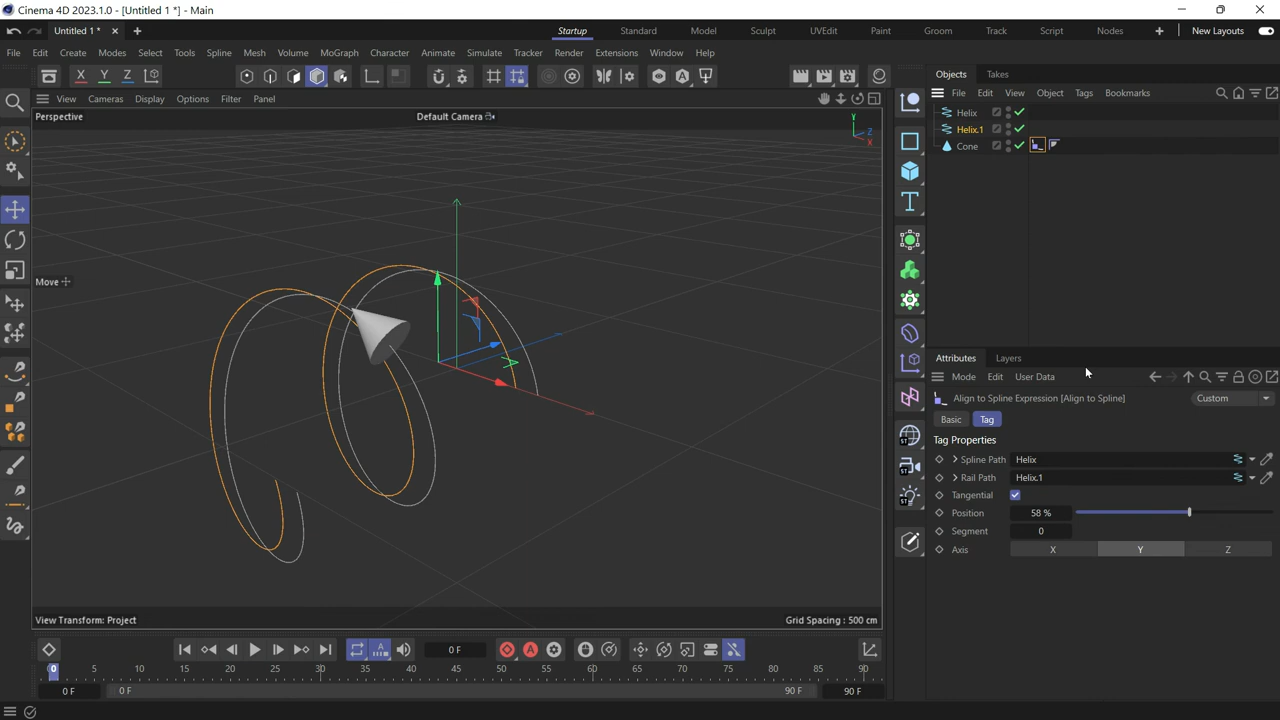 Cinema 4D 2023.1.0 - [Untitled 1 *] - Main
Untitled 1 *
Startup Standard Model Sculpt UVEdit Paint Groom Track Script Nodes New Layouts
File Edit Create Modes Select Tools Spline Mesh Volume MoGraph Character Animate Simulate Tracker Render Extensions Window Help
X Y Z
View Cameras Display Options Filter Panel
Perspective
Default Camera
Y
Z
X
Move
View Transform: Project
Grid Spacing : 500 cm
0 F
0 5 10 15 20 25 30 35 40 45 50 55 60 65 70 75 80 85 90
0 F 0 F 90 F 90 F
Objects Takes
File Edit View Object Tags Bookmarks
Helix
Helix.1
Cone
Attributes Layers
Mode Edit User Data
Align to Spline Expression [Align to Spline] Custom
Basic Tag
Tag Properties
Spline Path Helix
Rail Path Helix.1
Tangential
Position 58 %
Segment 0
Axis X Y Z